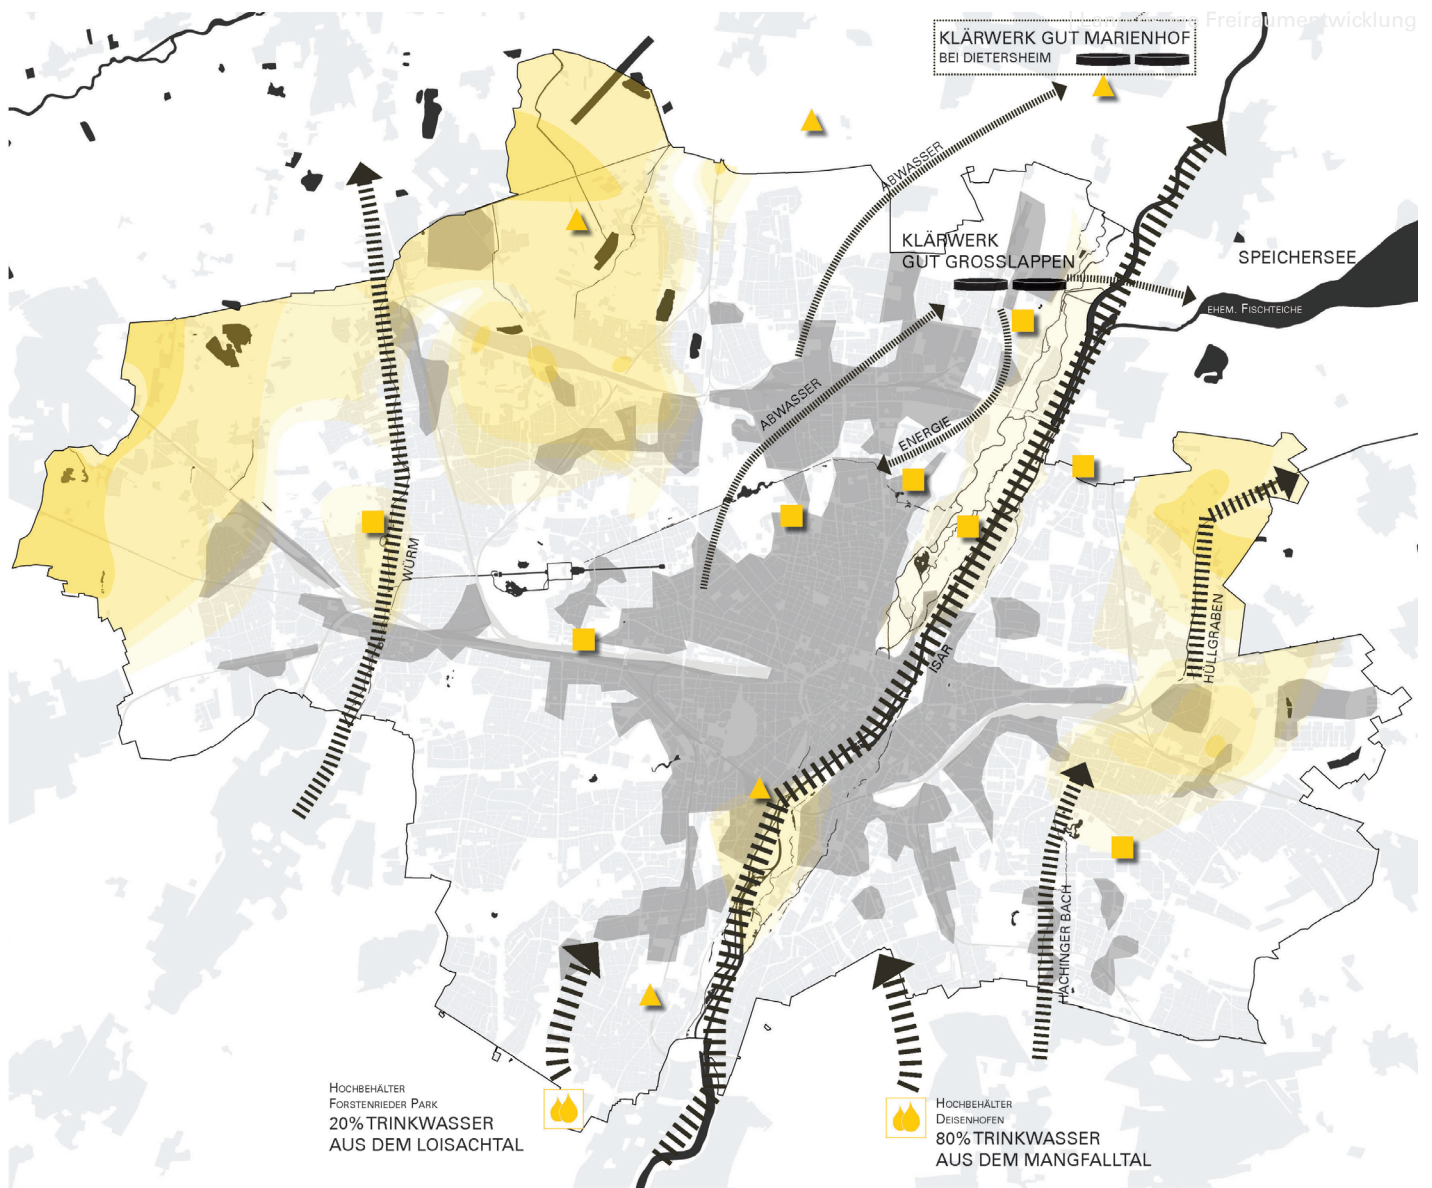 Freiraumentwicklung
KLÄRWERK GUT MARIENHOF
BEI DIETERSHEIM
ABWASSER
KLÄRWERK
GUT GROSSLAPPEN
SPEICHERSEE
EHEM. FISCHTEICHE
ABWASSER
ENERGIE
WÜRM
ISAR
HÜLLGRABEN
HACHINGER BACH
HOCHBEHÄLTER
FORSTENRIEDER PARK
20% TRINKWASSER
AUS DEM LOISACHTAL
HOCHBEHÄLTER
DEISENHOFEN
80% TRINKWASSER
AUS DEM MANGFALLTAL